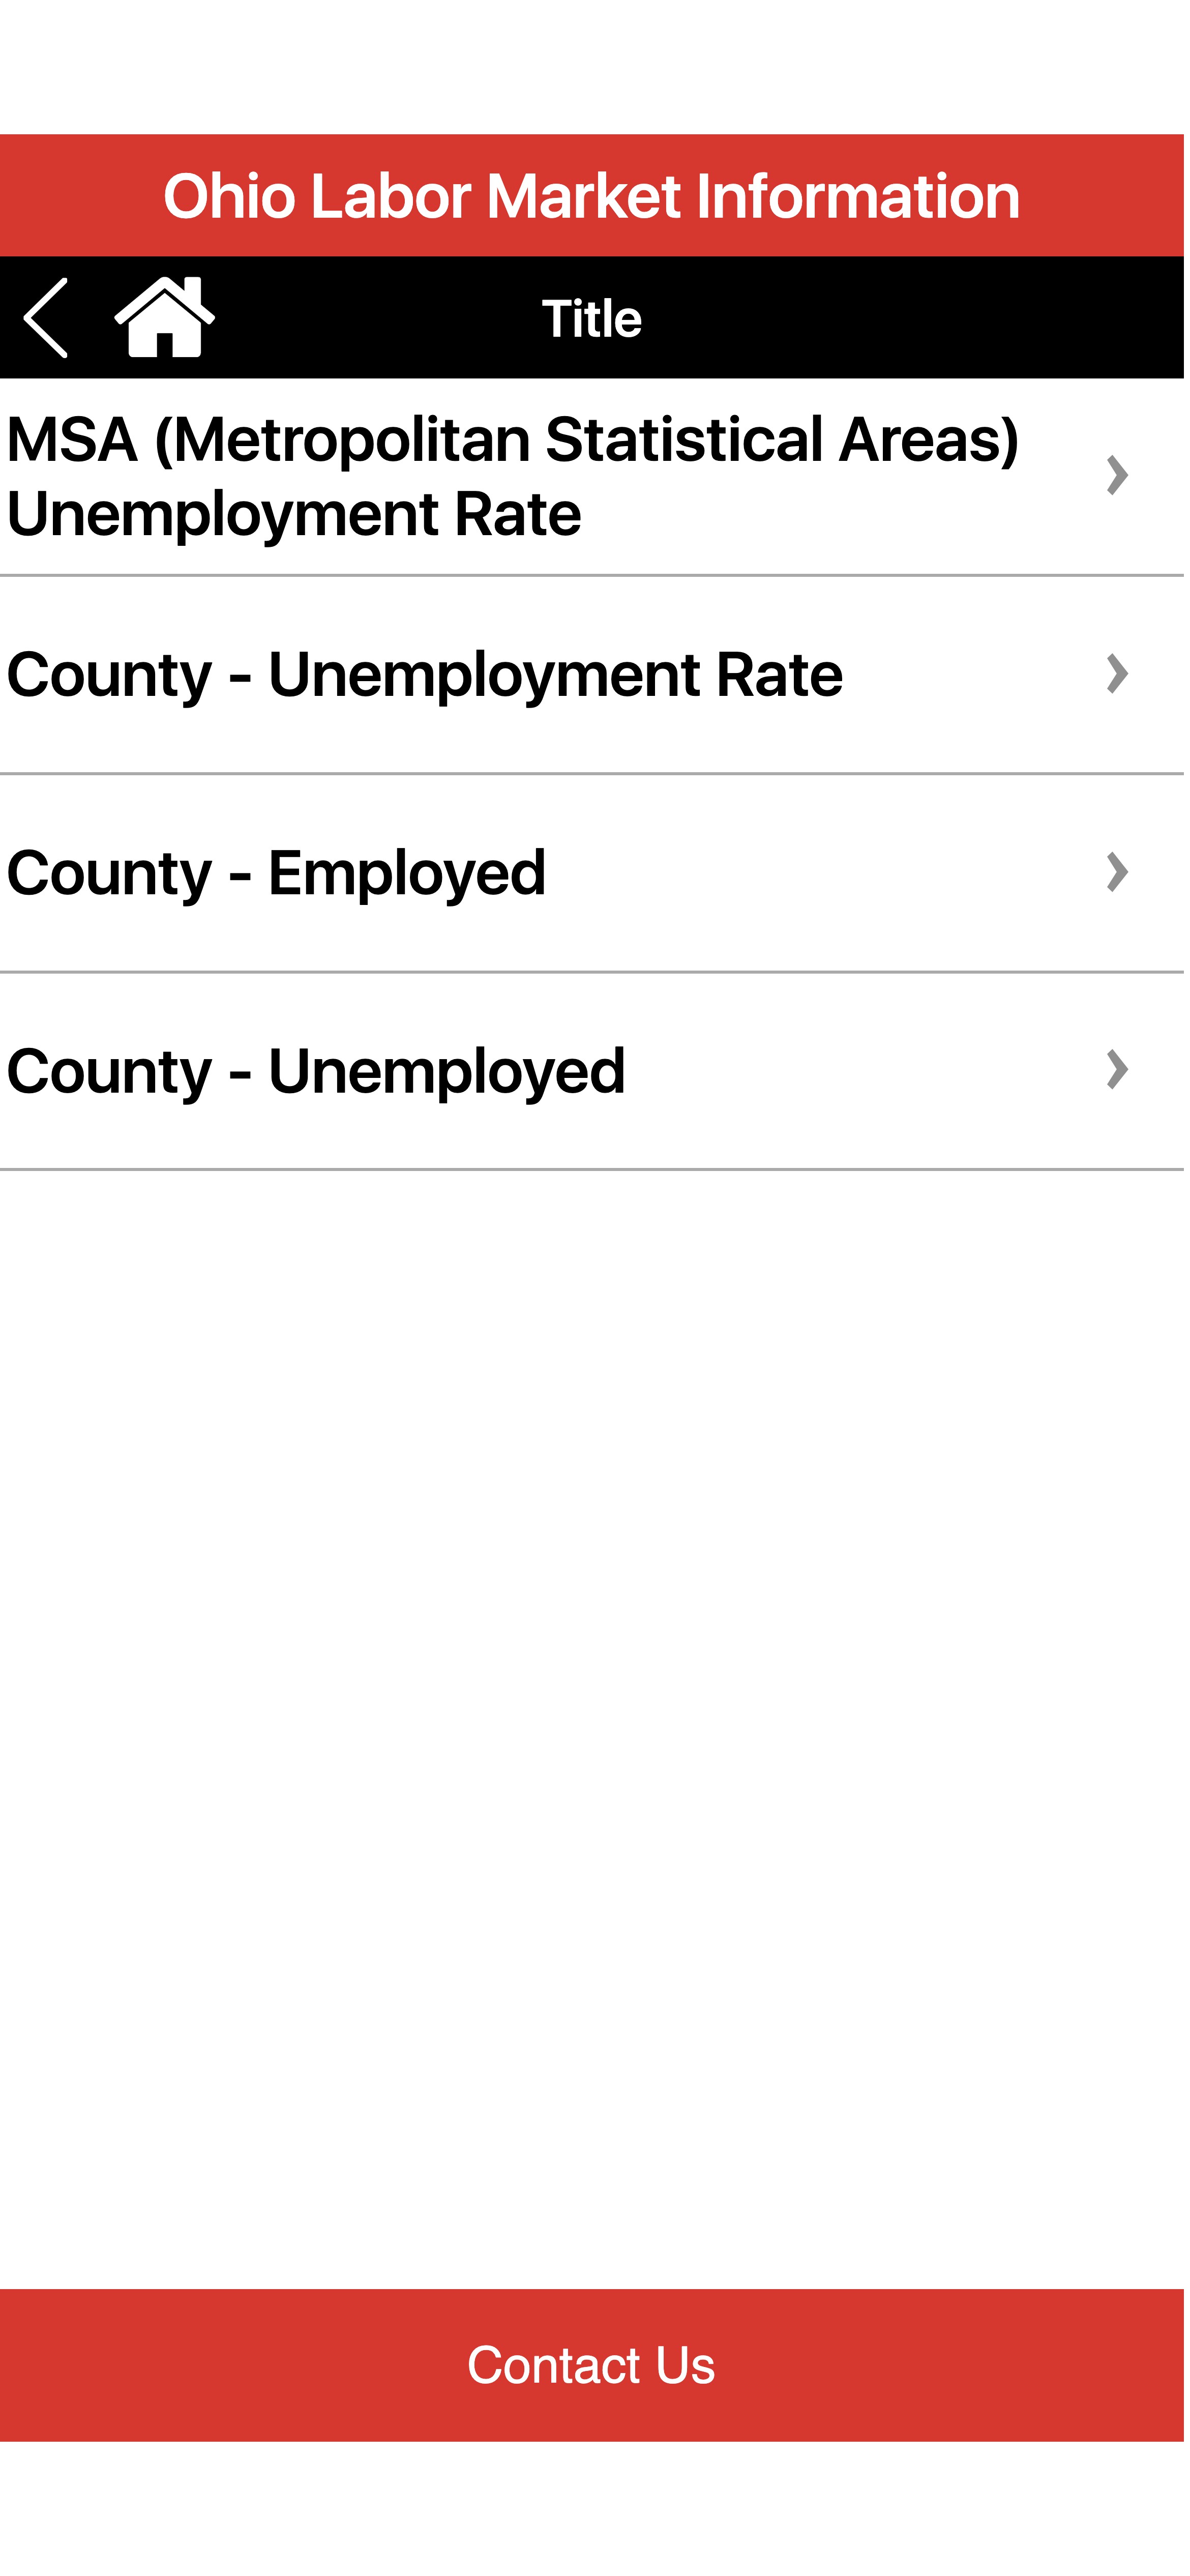 Ohio Labor Market Information
Title
MSA (Metropolitan Statistical Areas)
Unemployment Rate
County - Unemployment Rate
County - Employed
County - Unemployed
Contact Us